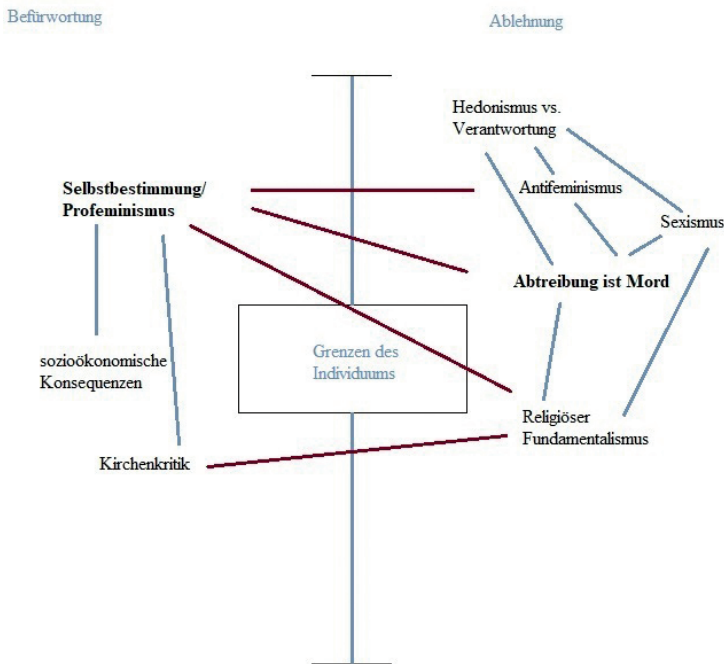 Befürwortung
Ablehnung
Hedonismus vs.
Verantwortung
Selbstbestimmung/
Profeminismus
Antifeminismus
Sexismus
Abtreibung ist Mord
Grenzen des
Individuums
sozioökonomische
Konsequenzen
Religiöser
Fundamentalismus
Kirchenkritik